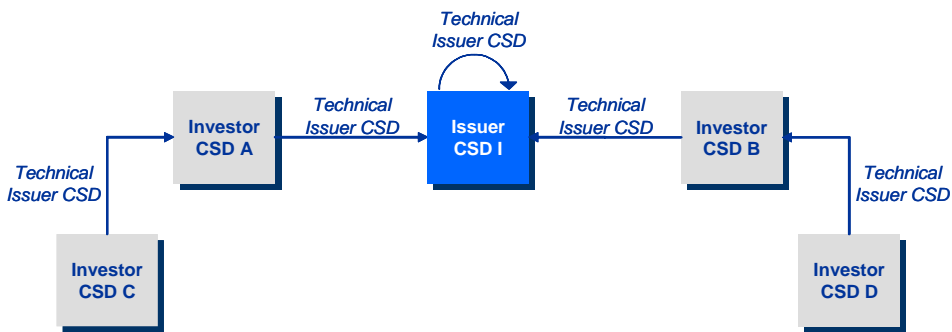 Technical
Issuer CSD
Technical
Issuer CSD
Technical
Issuer CSD
Investor
CSD A
Issuer
CSD I
Investor
CSD B
Technical
Issuer CSD
Technical
Issuer CSD
Investor
CSD C
Investor
CSD D